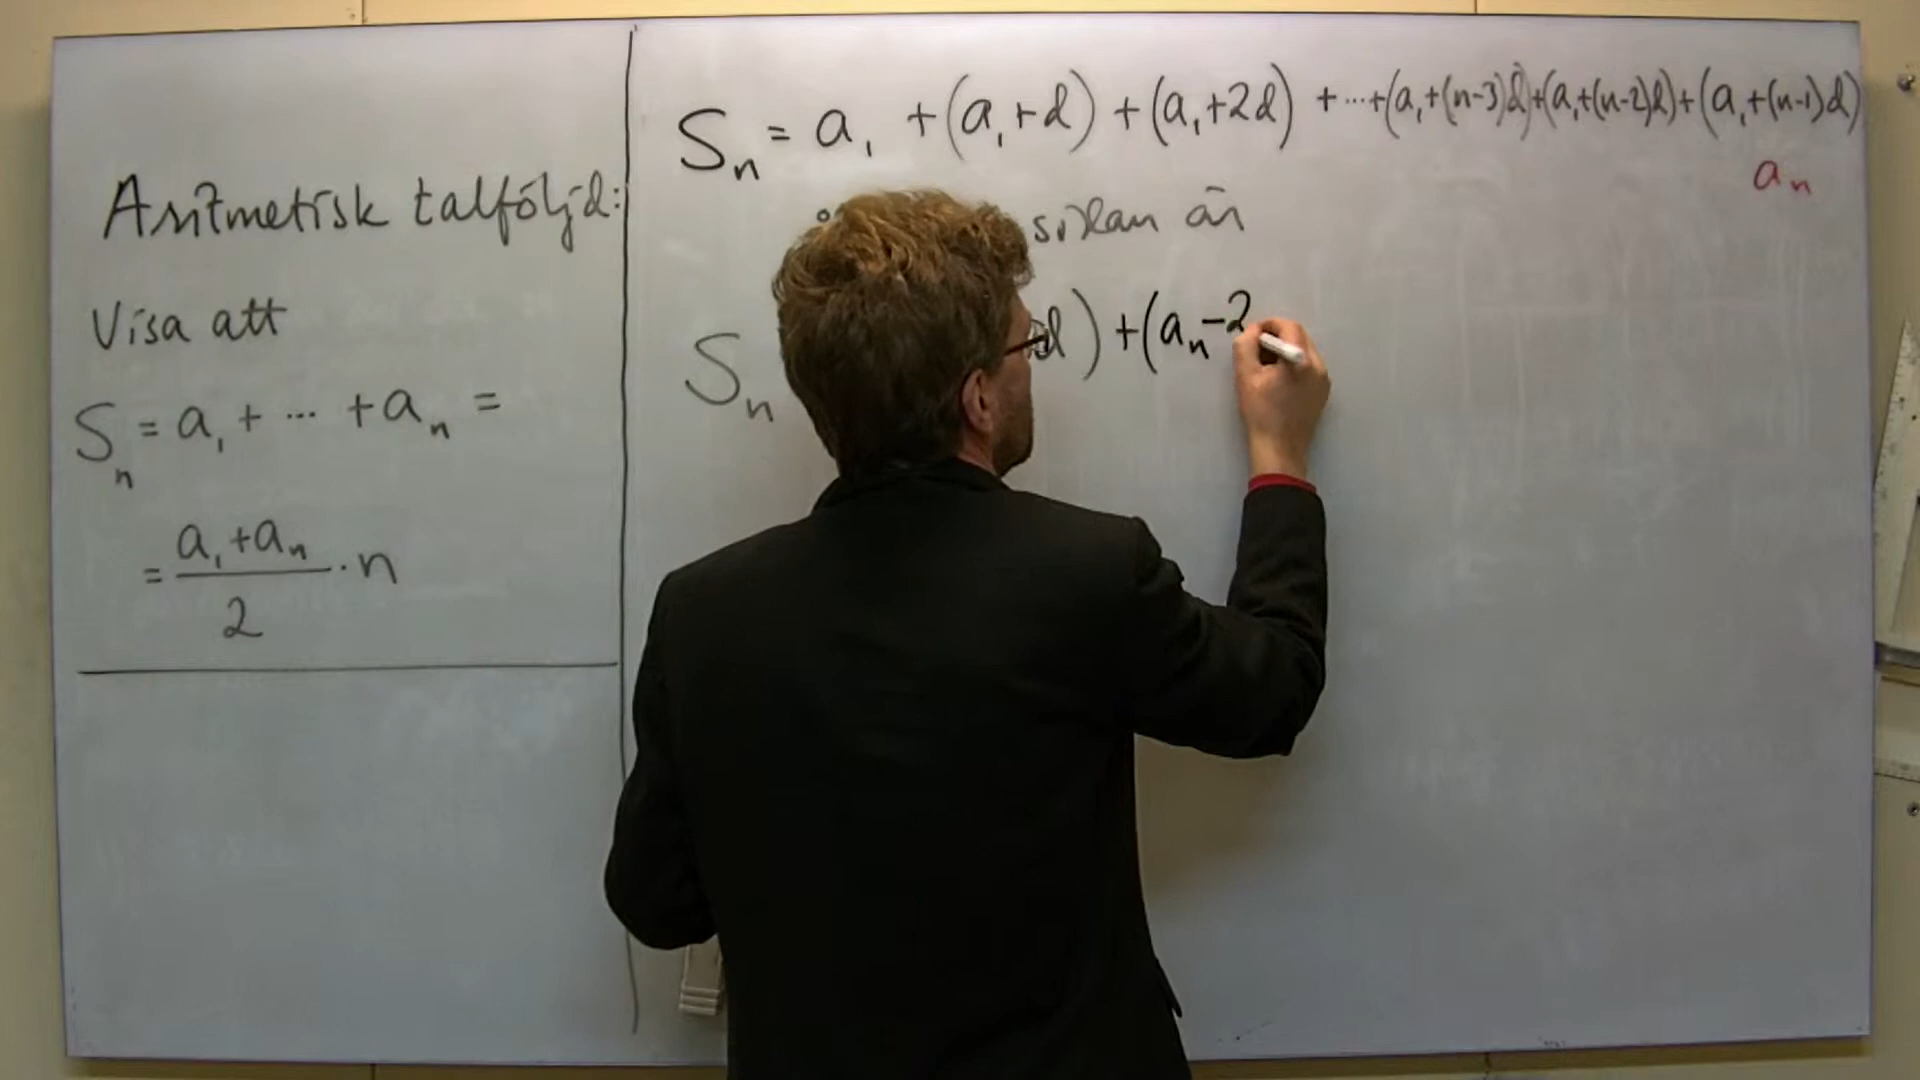 Aritmetisk talföljd:
Visa att
Sₙ = a₁ + ... + aₙ =
= (a₁+aₙ)/2 · n
Sₙ = a₁ + (a₁+d) + (a₁+2d) + ... + (a₁+(n-3)d) + (a₁+(n-2)d) + (a₁+(n-1)d)
aₙ
sidan är
Sₙ d) + (aₙ-2